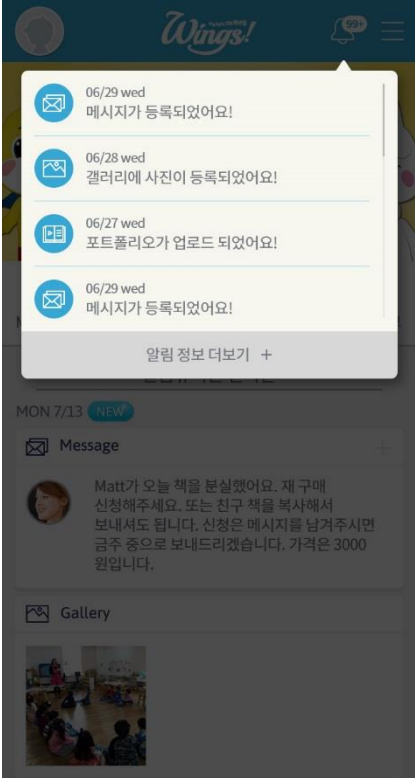 Wings!
99+
06/29 wed
메시지가 등록되었어요!
06/28 wed
갤러리에 사진이 등록되었어요!
06/27 wed
포트폴리오가 업로드 되었어요!
06/29 wed
메시지가 등록되었어요!
알림 정보 더보기 +
MON 7/13 NEW
Message
Matt가 오늘 책을 분실했어요. 재 구매
신청해주세요. 또는 친구 책을 복사해서
보내셔도 됩니다. 신청은 메시지를 남겨주시면
금주 중으로 보내드리겠습니다. 가격은 3000
원입니다.
Gallery